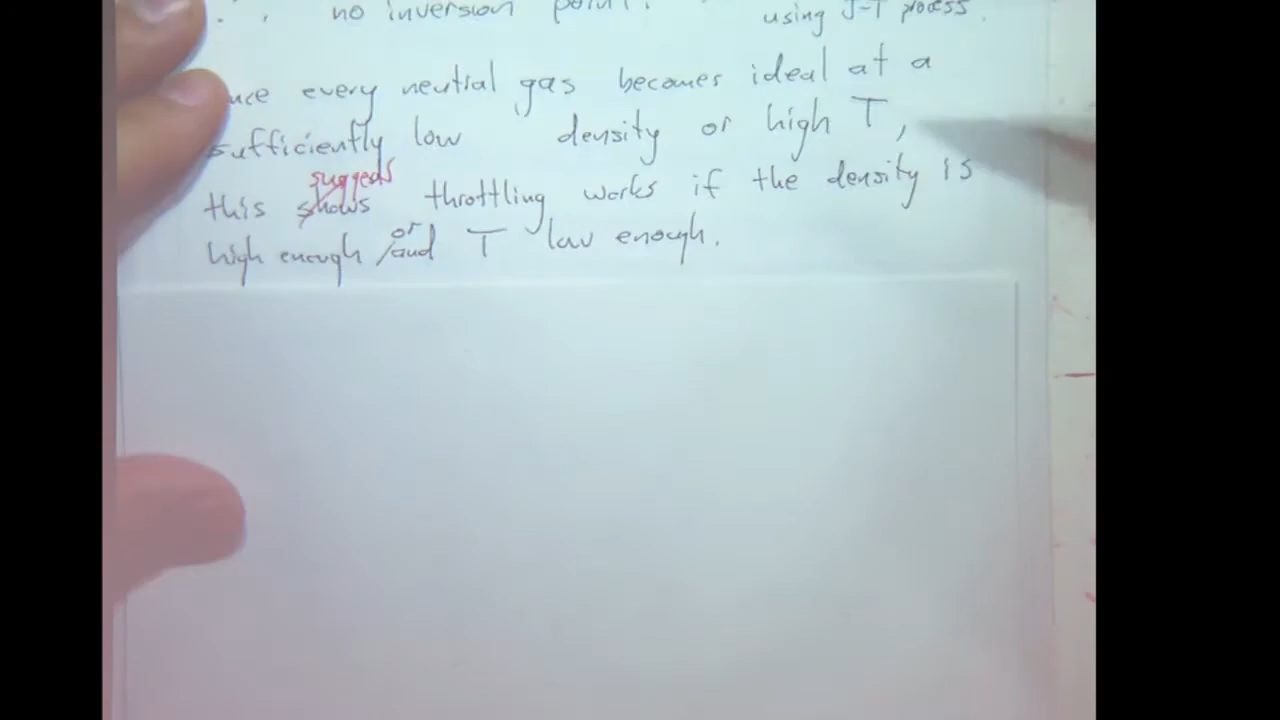 ∴ no inversion point. using J-T process.
every neutral gas becomes ideal at a
sufficiently low density or high T,
suggests
this shows throttling works if the density is
or
high enough /and T low enough.